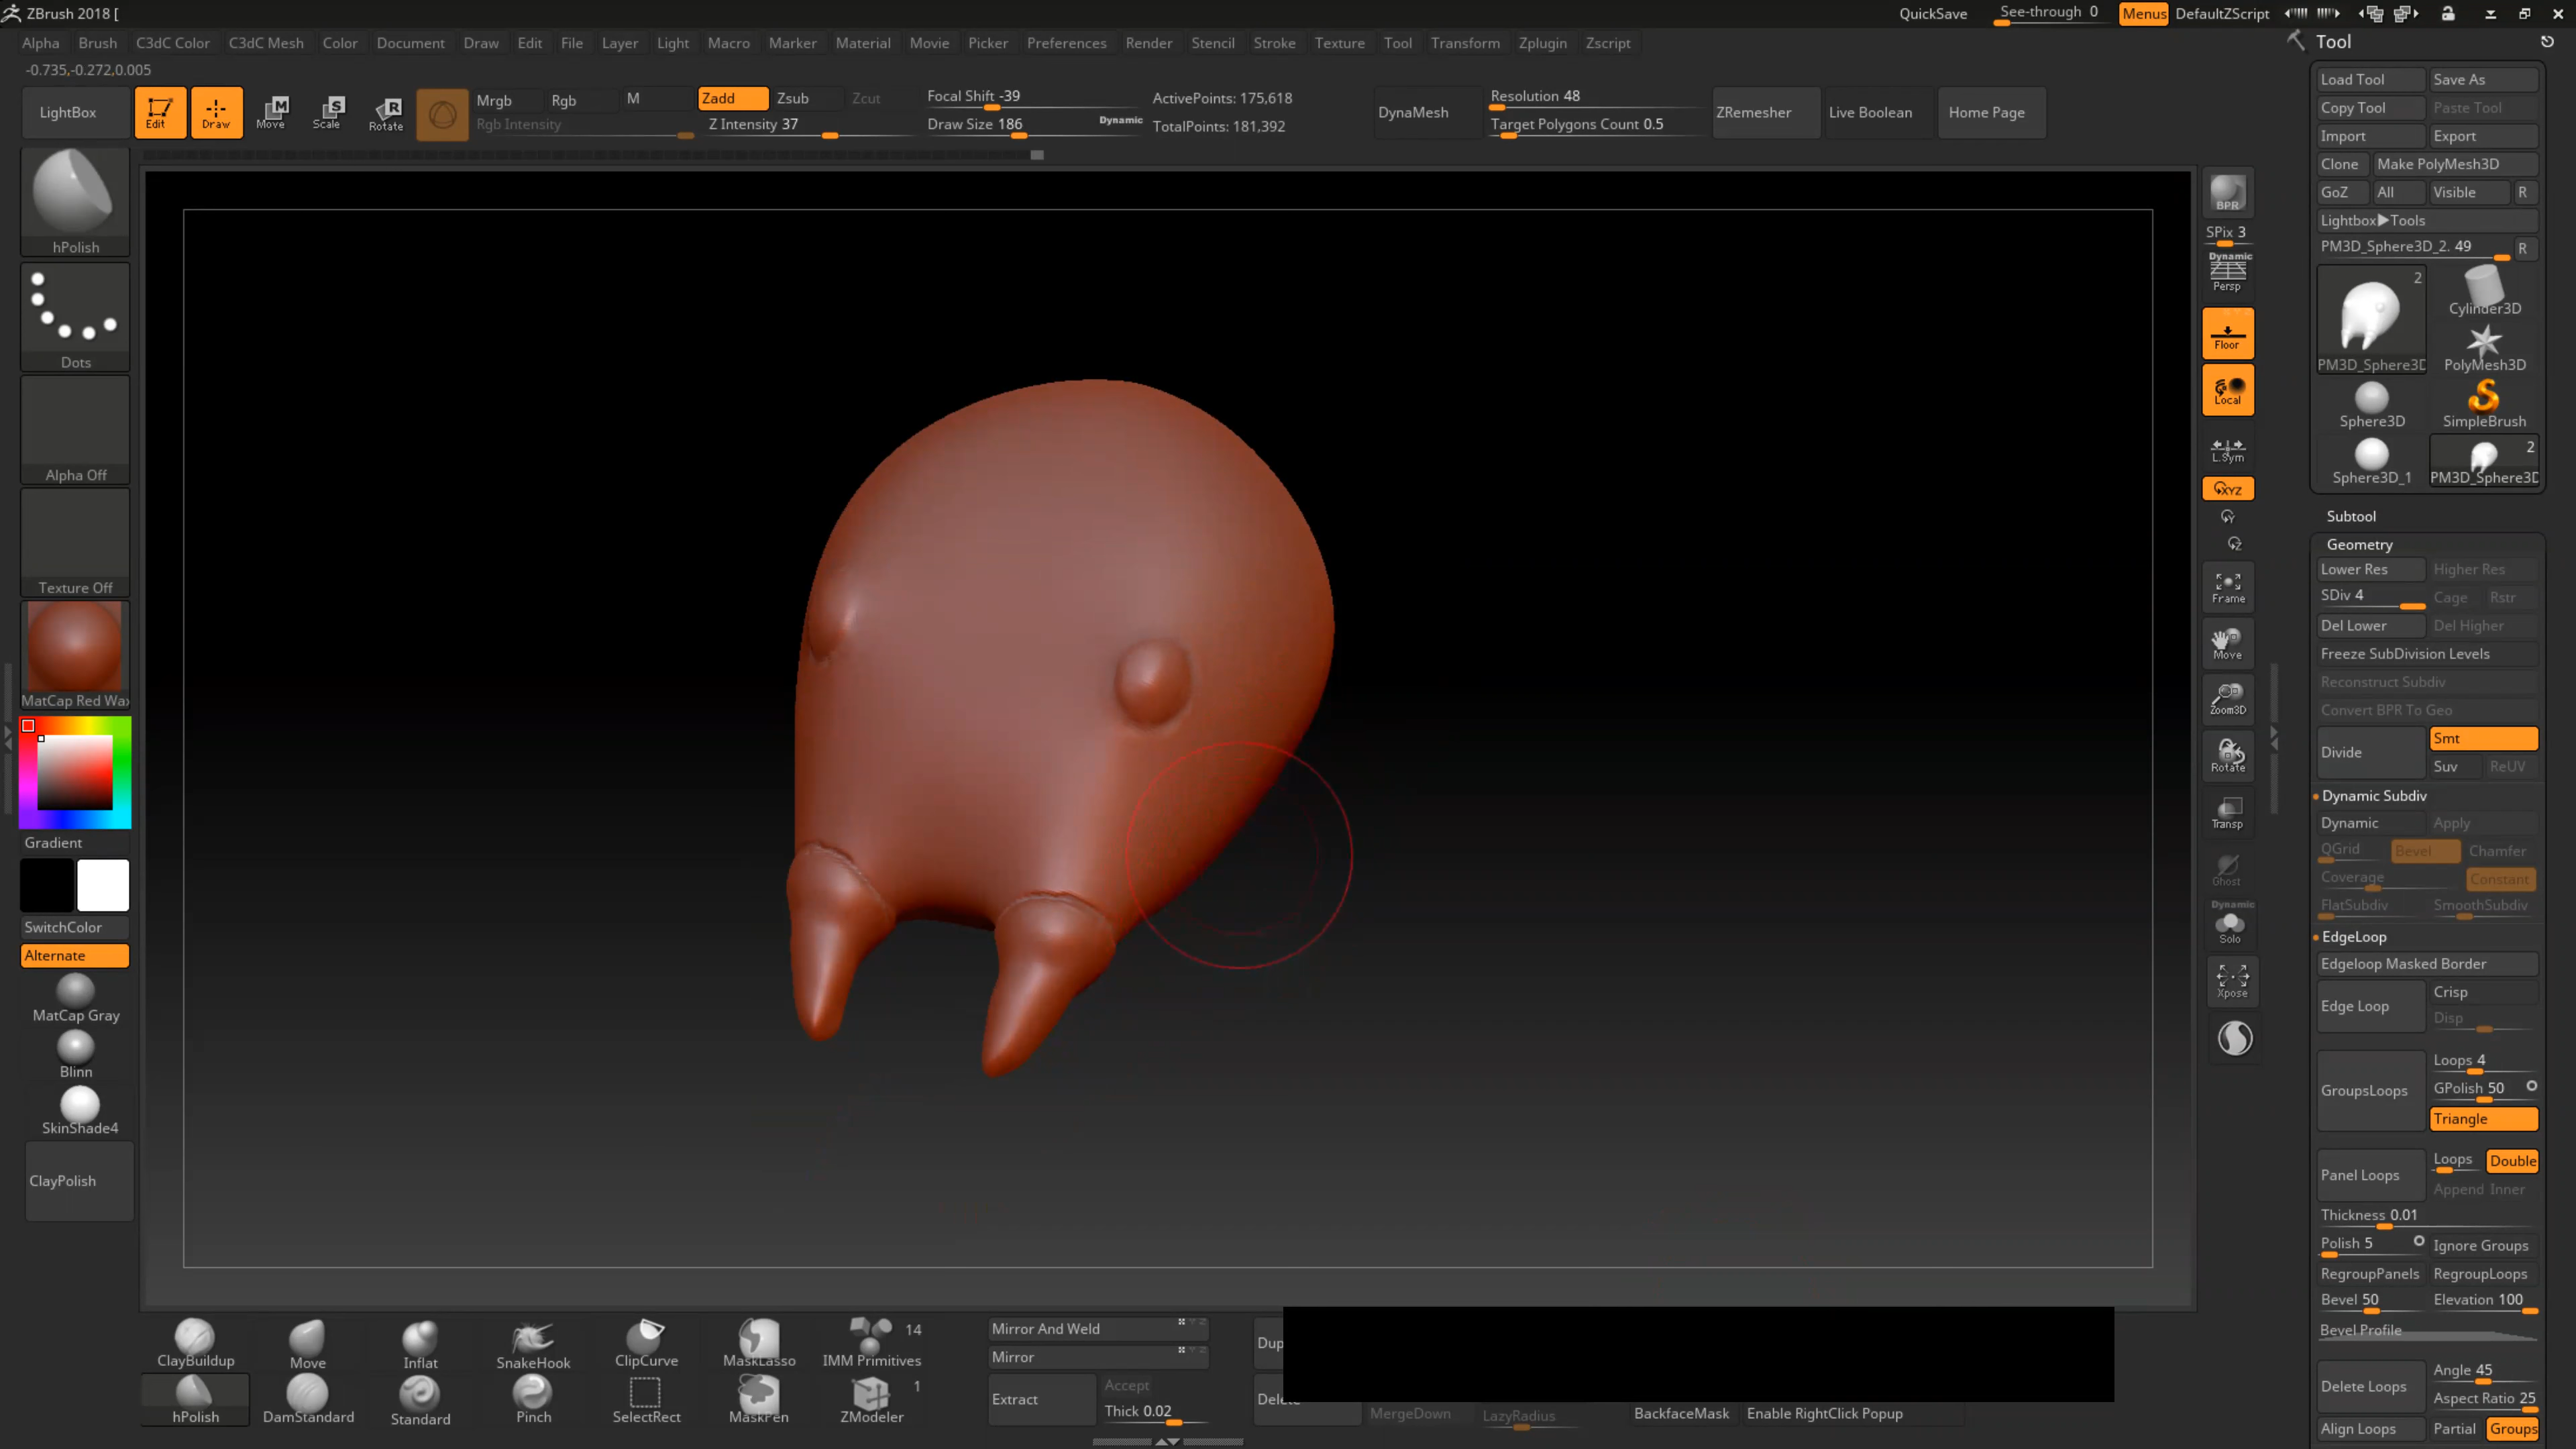 ZBrush 2018 [
QuickSave See-through 0 Menus DefaultZScript
Alpha Brush C3dC Color C3dC Mesh Color Document Draw Edit File Layer Light Macro Marker Material Movie Picker Preferences Render Stencil Stroke Texture Tool Transform Zplugin Zscript
-0.735,-0.272,0.005
LightBox
Edit
Draw
M
Move
S
Scale
R
Rotate
Mrgb Rgb M
Rgb Intensity
Zadd Zsub Zcut
Z Intensity 37
Focal Shift -39
Draw Size 186
Dynamic
ActivePoints: 175,618
TotalPoints: 181,392
DynaMesh
Resolution 48
Target Polygons Count 0.5
ZRemesher
Live Boolean
Home Page
hPolish
Dots
Alpha Off
Texture Off
MatCap Red Wax
Gradient
SwitchColor
Alternate
MatCap Gray
Blinn
SkinShade4
ClayPolish
BPR
SPix 3
Dynamic
Persp
Floor
Local
L.Sym
XYZ
Y
Z
Frame
Move
Zoom3D
Rotate
Transp
Ghost
Dynamic
Solo
Xpose
Tool
Load Tool Save As
Copy Tool Paste Tool
Import Export
Clone Make PolyMesh3D
GoZ All Visible R
Lightbox▶Tools
PM3D_Sphere3D_2. 49 R
2
PM3D_Sphere3D
Cylinder3D
PolyMesh3D
Sphere3D
SimpleBrush
Sphere3D_1
2
PM3D_Sphere3D
Subtool
Geometry
Lower Res Higher Res
SDiv 4 Cage Rstr
Del Lower Del Higher
Freeze SubDivision Levels
Reconstruct Subdiv
Convert BPR To Geo
Divide Smt
Suv ReUV
Dynamic Subdiv
Dynamic Apply
QGrid Bevel Chamfer
Coverage Constant
FlatSubdiv SmoothSubdiv
EdgeLoop
Edgeloop Masked Border
Edge Loop Crisp
Disp
GroupsLoops Loops 4
GPolish 50
Triangle
Panel Loops Loops Double
Append Inner
Thickness 0.01
Polish 5 Ignore Groups
RegroupPanels RegroupLoops
Bevel 50 Elevation 100
Bevel Profile
Delete Loops Angle 45
Aspect Ratio 25
Align Loops Partial Groups
ClayBuildup Move Inflat SnakeHook ClipCurve MaskLasso IMM Primitives 14
hPolish DamStandard Standard Pinch SelectRect MaskPen ZModeler 1
Mirror And Weld
Mirror
Extract Accept
Thick 0.02
Dup
Delete
MergeDown LazyRadius BackfaceMask Enable RightClick Popup